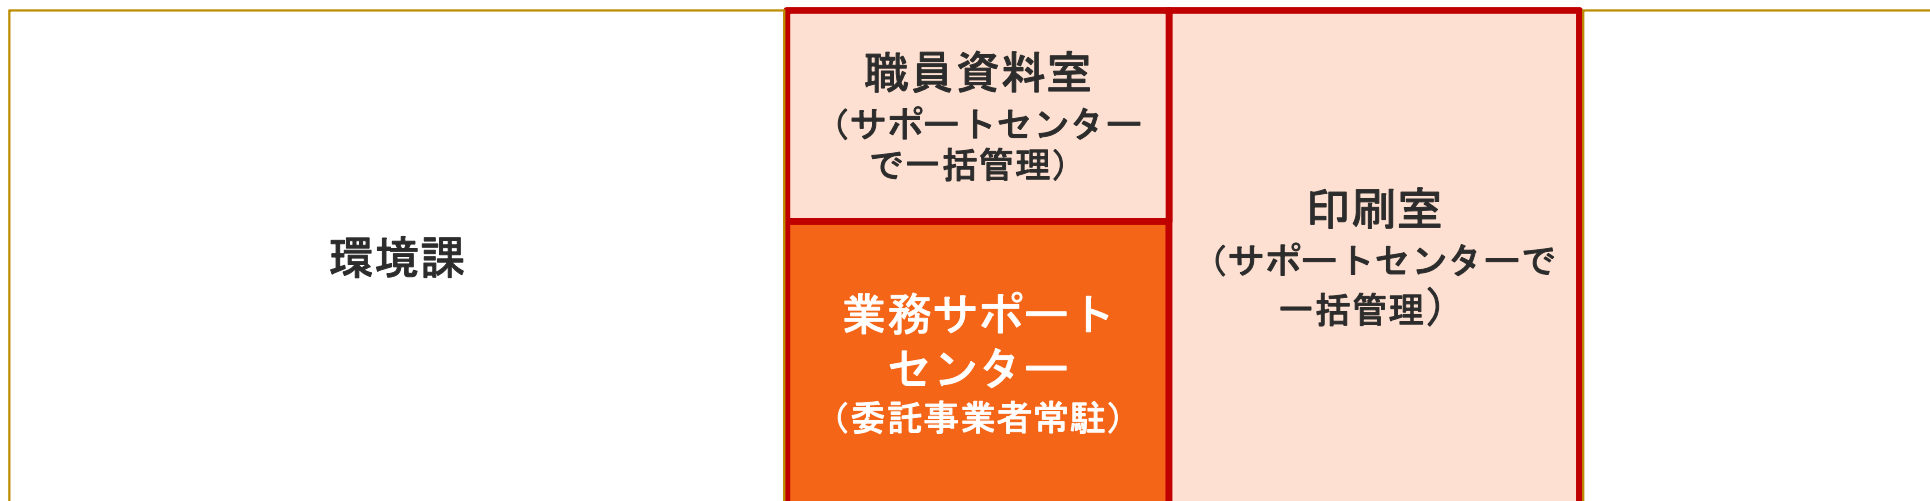 環境課
職員資料室
（サポートセンター
で一括管理）
業務サポート
センター
（委託事業者常駐）
印刷室
（サポートセンターで
一括管理）